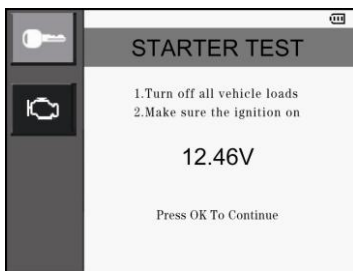 STARTER TEST
1.Turn off all vehicle loads
2.Make sure the ignition on
12.46V
Press OK To Continue